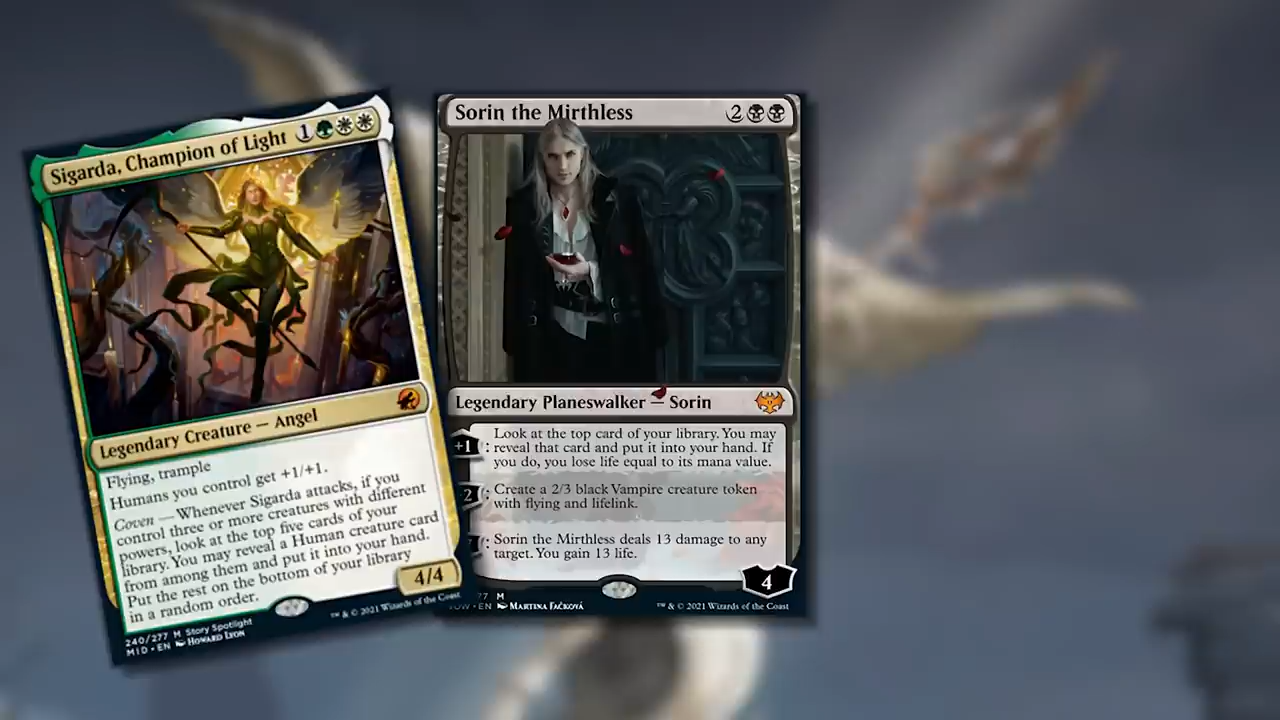 Sigarda, Champion of Light 1
Legendary Creature — Angel
Flying, trample
Humans you control get +1/+1.
Coven — Whenever Sigarda attacks, if you
control three or more creatures with different
powers, look at the top five cards of your
library. You may reveal a Human creature card
from among them and put it into your hand.
Put the rest on the bottom of your library
in a random order.
4/4
240/277 M Story Spotlight
MID • EN Howard Lyon
™ & © 2021 Wizards of the Coast
Sorin the Mirthless 2
Legendary Planeswalker — Sorin
+1 : Look at the top card of your library. You may
reveal that card and put it into your hand. If
you do, you lose life equal to its mana value.
2 : Create a 2/3 black Vampire creature token
with flying and lifelink.
: Sorin the Mirthless deals 13 damage to any
target. You gain 13 life.
4
77 M
EN Martina Fačková
™ & © 2021 Wizards of the Coast